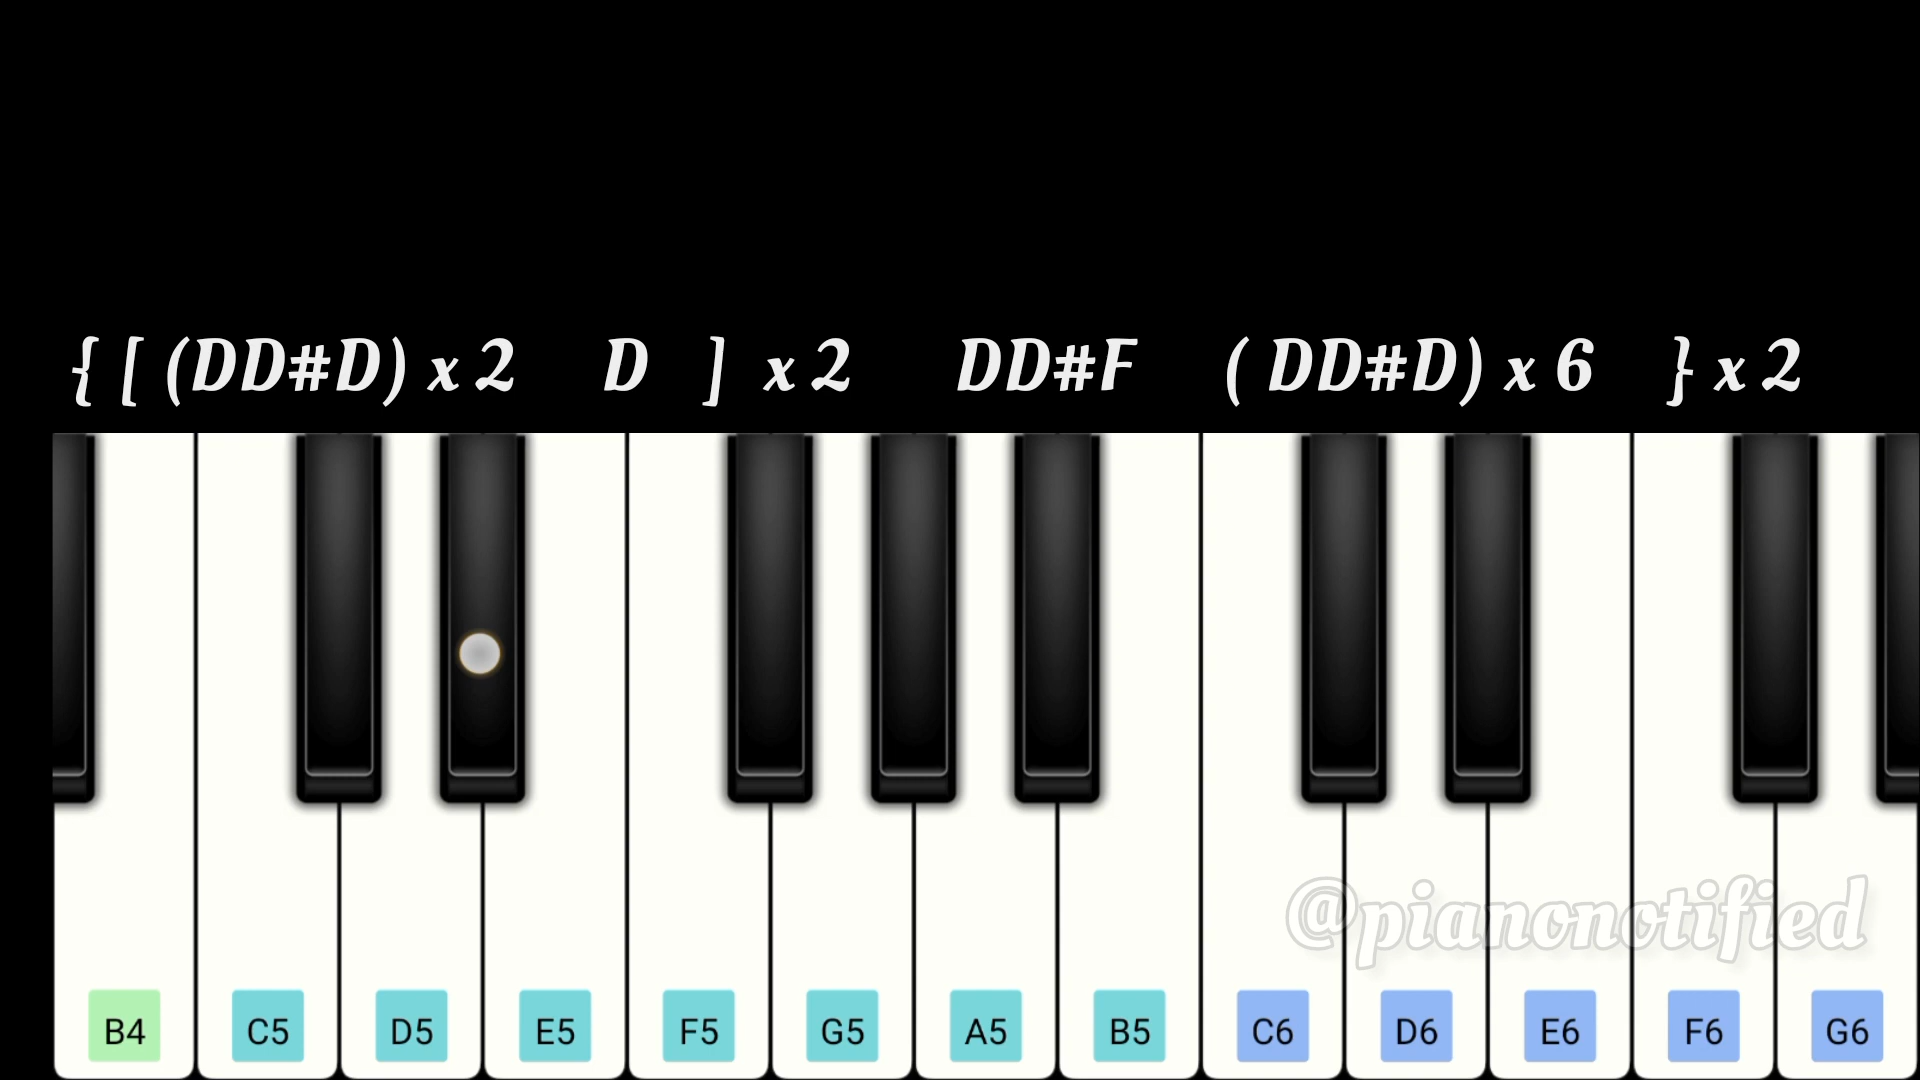 { [ (DD#D) x 2 D ] x 2 DD#F ( DD#D) x 6 } x 2
@pianonotified
B4 C5 D5 E5 F5 G5 A5 B5 C6 D6 E6 F6 G6